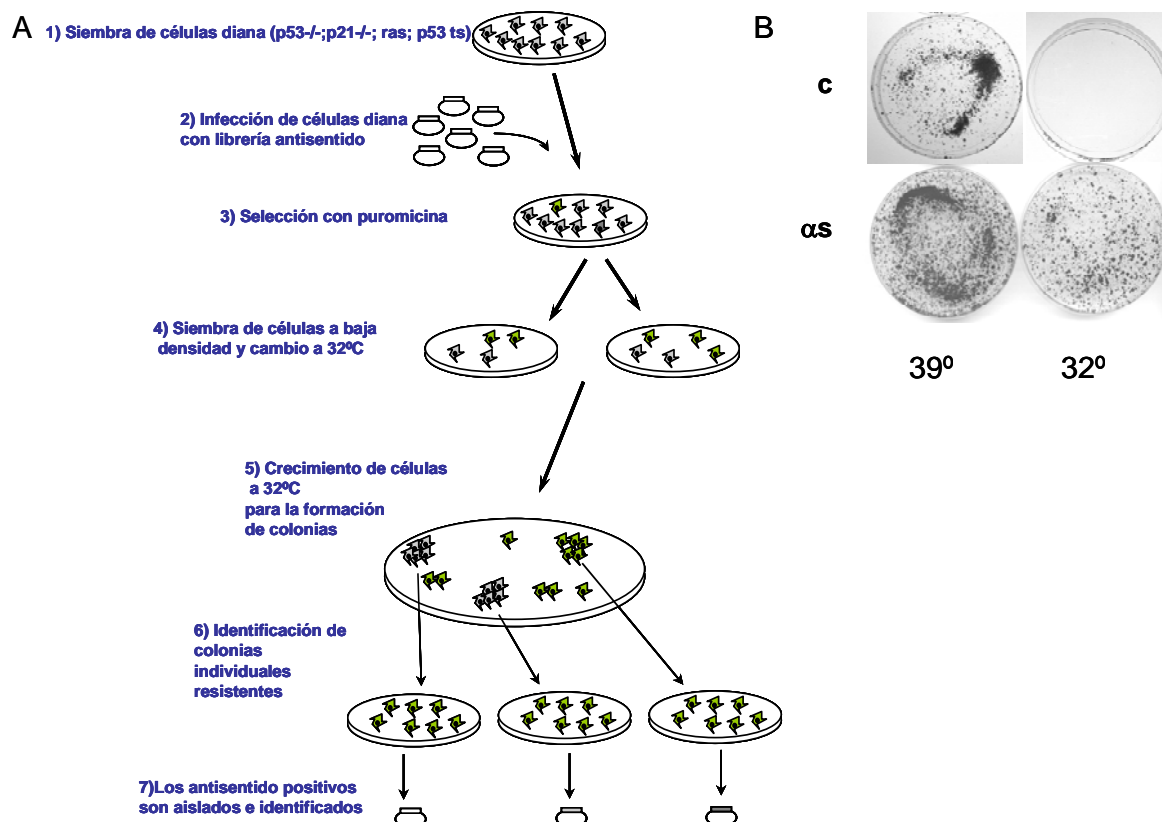 A
1) Siembra de células diana (p53-/-;p21-/-; ras; p53 ts)
2) Infección de células diana
con librería antisentido
3) Selección con puromicina
4) Siembra de células a baja
densidad y cambio a 32ºC
5) Crecimiento de células
a 32ºC
para la formación
de colonias
6) Identificación de
colonias
individuales
resistentes
7)Los antisentido positivos
son aislados e identificados
B
c
αs
39º
32º